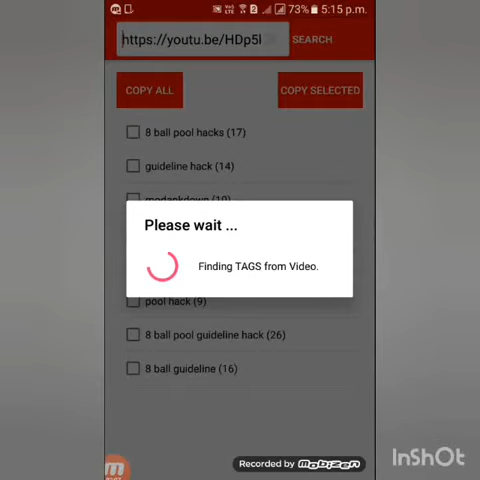 VoLTE 2 73% 5:15 p.m.
https://youtu.be/HDp5l
SEARCH
COPY ALL
COPY SELECTED
8 ball pool hacks (17)
guideline hack (14)
Please wait ...
Finding TAGS from Video.
pool hack (9)
8 ball pool guideline hack (26)
8 ball guideline (16)
Recorded by mobizen
InShOt